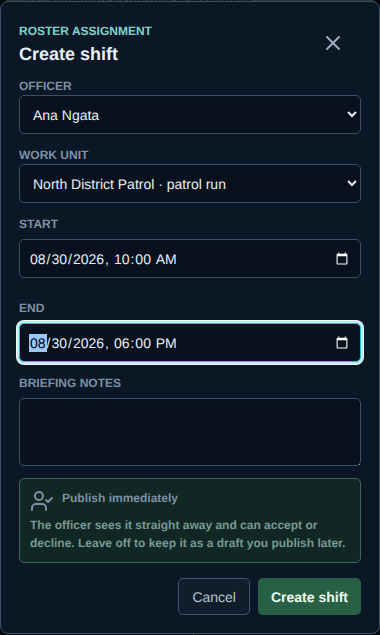 ROSTER ASSIGNMENT
Create shift
OFFICER
Ana Ngata
WORK UNIT
North District Patrol · patrol run
START
08/30/2026, 10:00 AM
END
08/30/2026, 06:00 PM
BRIEFING NOTES
Publish immediately
The officer sees it straight away and can accept or
decline. Leave off to keep it as a draft you publish later.
Cancel
Create shift